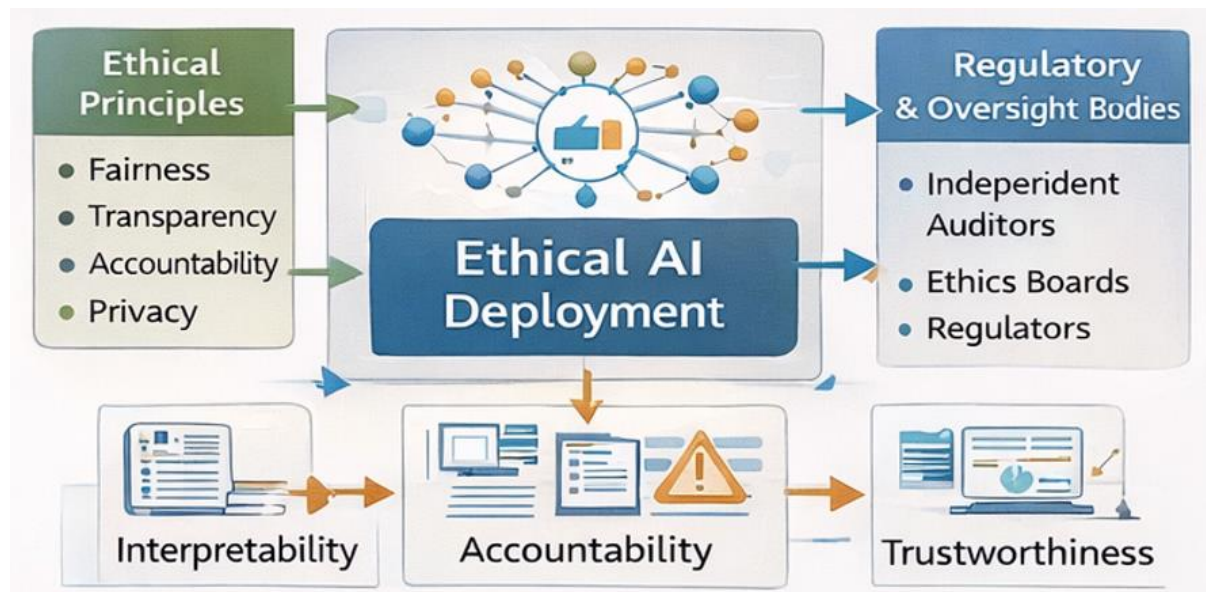 Ethical
Principles
• Fairness
• Transparency
• Accountability
• Privacy
Ethical AI
Deployment
Regulatory
& Oversight Bodies
• Indeperident
Auditors
• Ethics Boards
• Regulators
Interpretability
Accountability
Trustworthiness